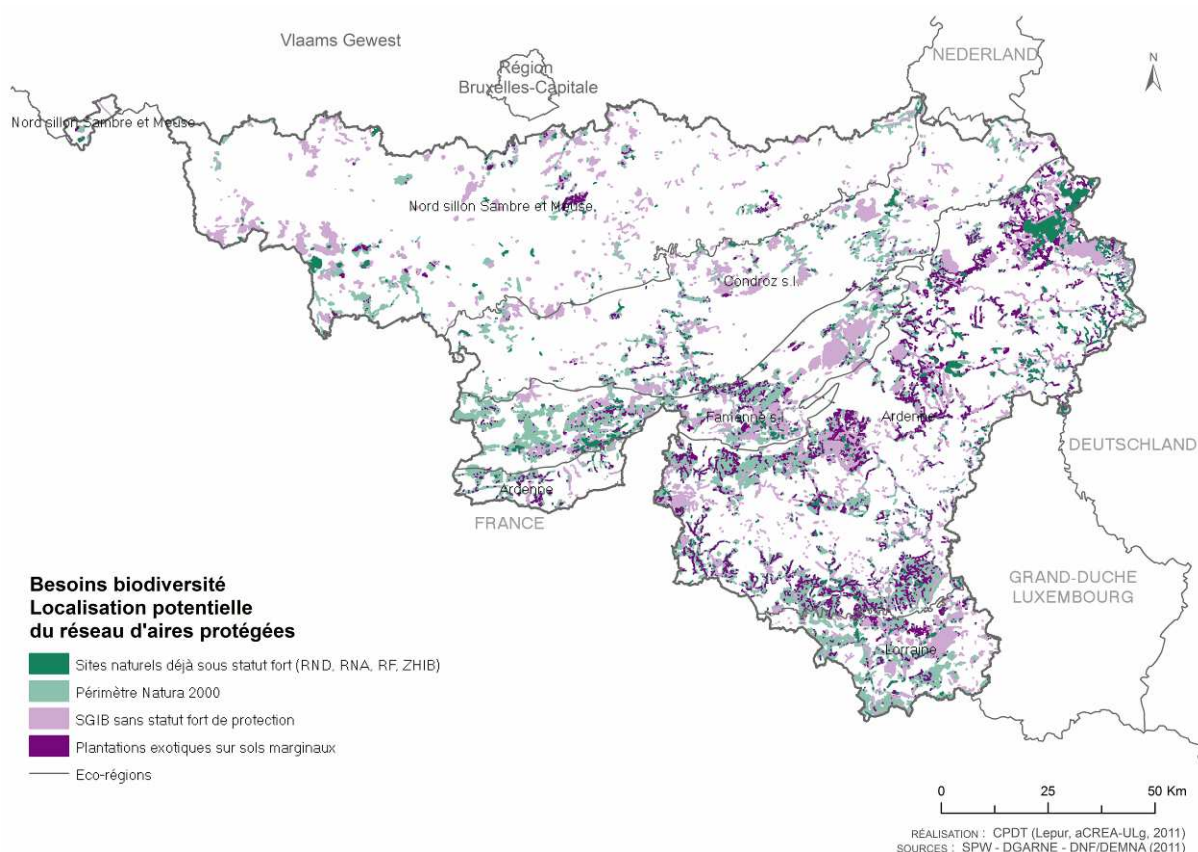 Vlaams Gewest
Région
Bruxelles-Capitale
NEDERLAND
N
Nord sillon Sambre et Meuse
Nord sillon Sambre et Meuse
Condroz s.l.
Famenne s.l.
Ardenne
Ardenne
DEUTSCHLAND
FRANCE
GRAND-DUCHE
LUXEMBOURG
Lorraine
Besoins biodiversité
Localisation potentielle
du réseau d'aires protégées
Sites naturels déjà sous statut fort (RND, RNA, RF, ZHIB)
Périmètre Natura 2000
SGIB sans statut fort de protection
Plantations exotiques sur sols marginaux
Eco-régions
0 25 50 Km
RÉALISATION : CPDT (Lepur, aCREA-ULg, 2011)
SOURCES : SPW - DGARNE - DNF/DEMNA (2011)